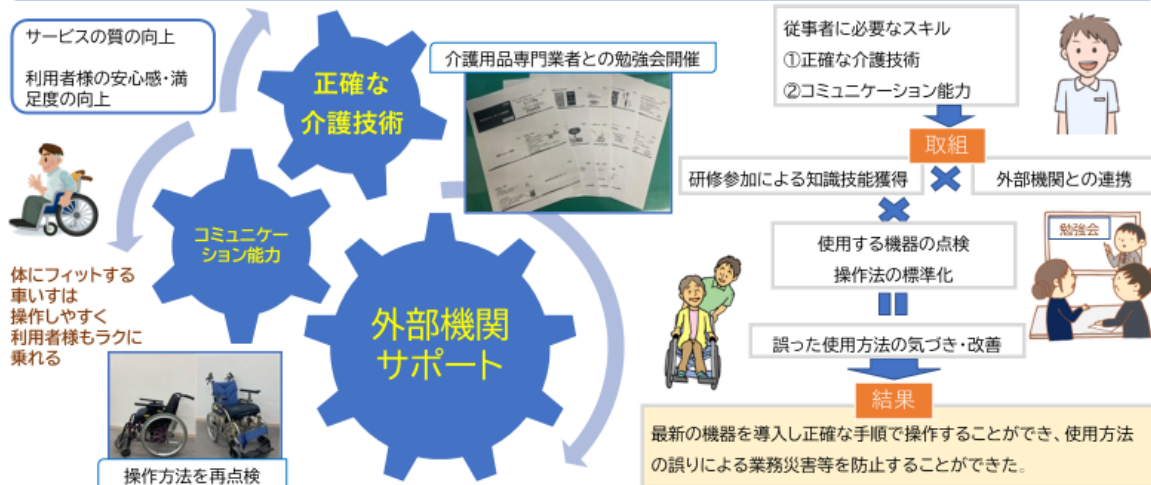 サービスの質の向上
利用者様の安心感・満
足度の向上
正確な
介護技術
介護用品専門業者との勉強会開催
コミュニケー
ション能力
体にフィットする
車いすは
操作しやすく
利用者様もラクに
乗れる
外部機関
サポート
操作方法を再点検
従事者に必要なスキル
①正確な介護技術
②コミュニケーション能力
取組
研修参加による知識技能獲得
外部機関との連携
使用する機器の点検
操作法の標準化
勉強会
誤った使用方法の気づき・改善
結果
最新の機器を導入し正確な手順で操作することができ、使用方法
の誤りによる業務災害等を防止することができた。